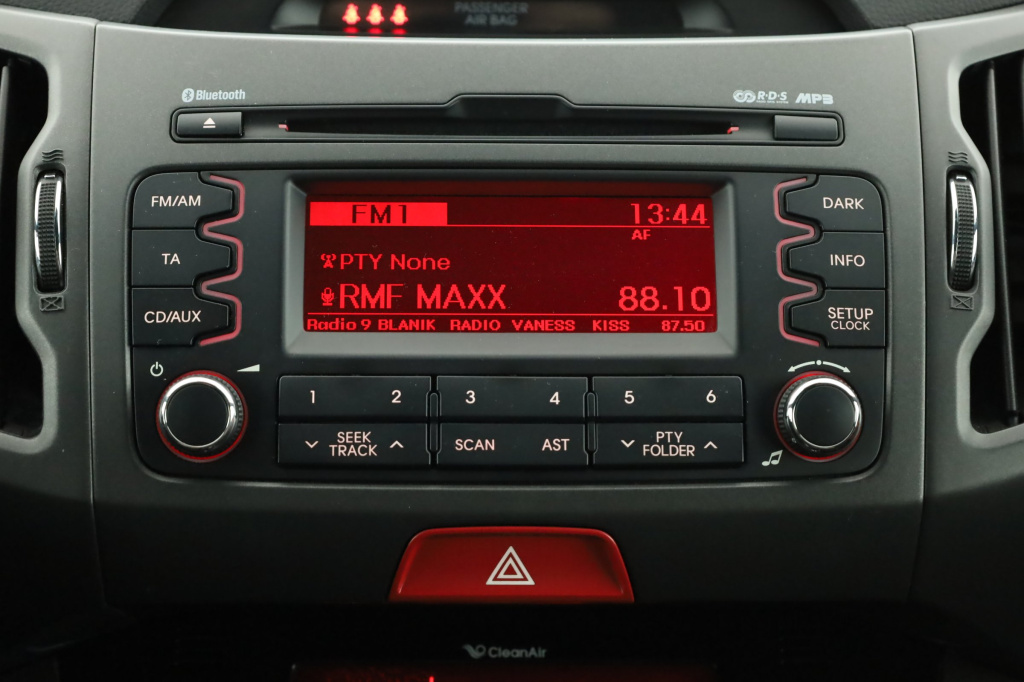 PASSENGER
AIR BAG
Bluetooth
R·D·S MP3
FM/AM
TA
CD/AUX
FM1 13:44
AF
PTY None
RMF MAXX 88.10
Radio 9 BLANIK RADIO VANESS KISS 87.50
DARK
INFO
SETUP
CLOCK
1 2 3 4 5 6
SEEK
TRACK
SCAN AST
PTY
FOLDER
CleanAir